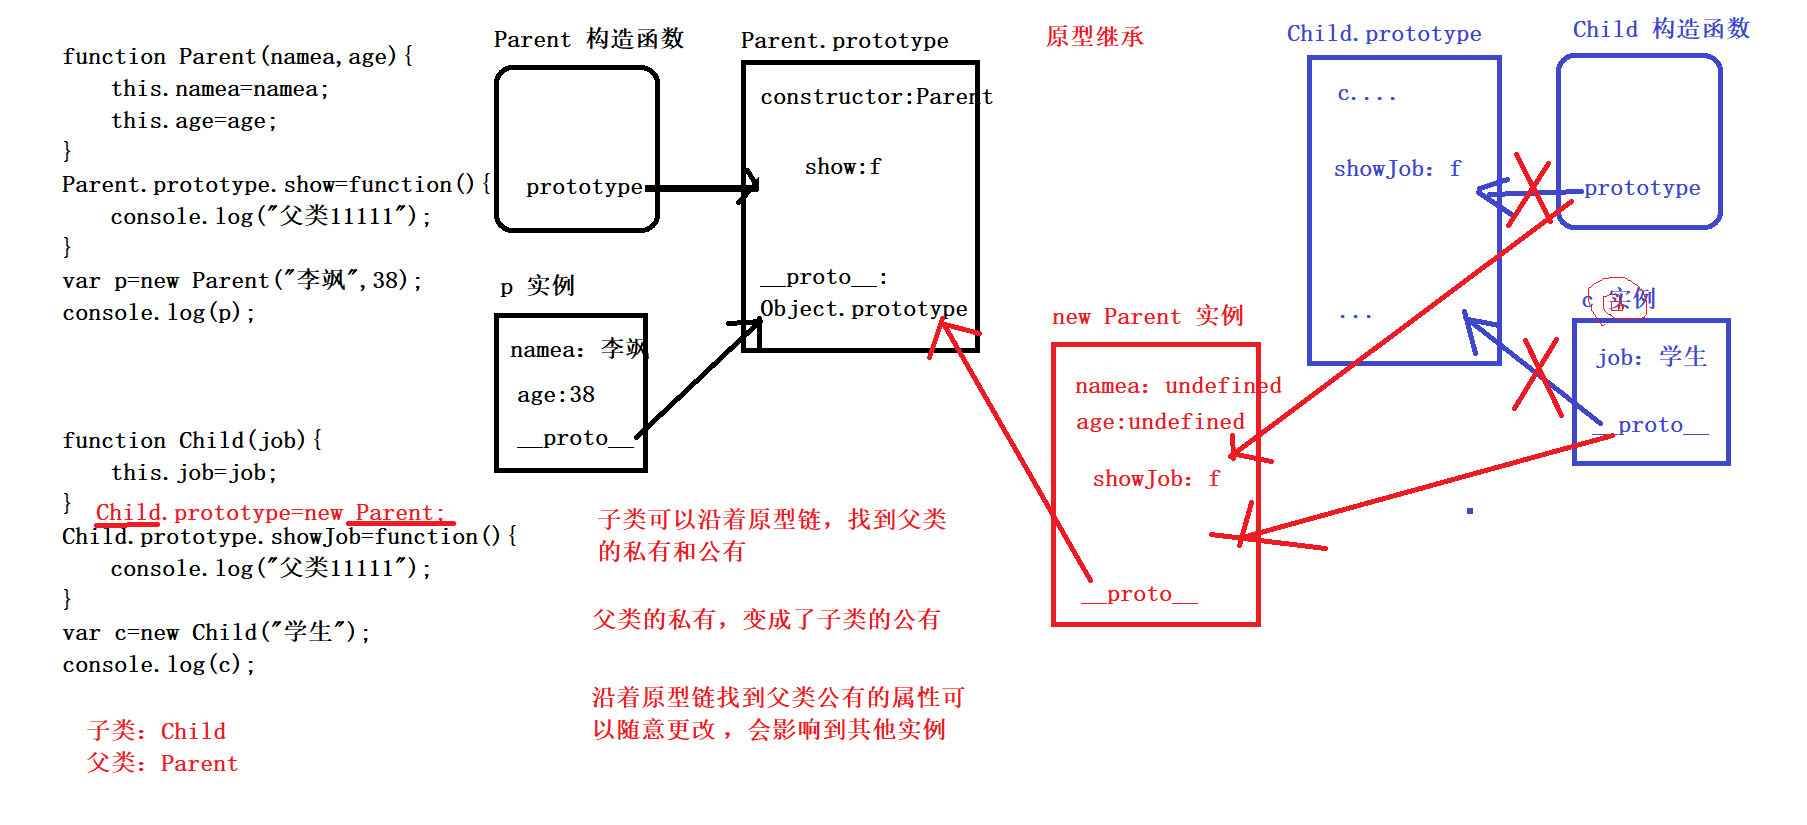 function Parent(namea,age){
this.namea=namea;
this.age=age;
}
Parent.prototype.show=function(){
console.log("父类11111");
}
var p=new Parent("李飒",38);
console.log(p);
function Child(job){
this.job=job;
}
Child.prototype=new Parent;
Child.prototype.showJob=function(){
console.log("父类11111");
}
var c=new Child("学生");
console.log(c);
子类：Child
父类：Parent
Parent 构造函数
prototype
p 实例
namea：李飒
age:38
__proto__
Parent.prototype
constructor:Parent
show:f
__proto__:
Object.prototype
子类可以沿着原型链，找到父类
的私有和公有
父类的私有，变成了子类的公有
沿着原型链找到父类公有的属性可
以随意更改，会影响到其他实例
原型继承
new Parent 实例
namea：undefined
age:undefined
showJob：f
__proto__
Child.prototype
c....
showJob：f
...
Child 构造函数
prototype
c 实例
job：学生
__proto__